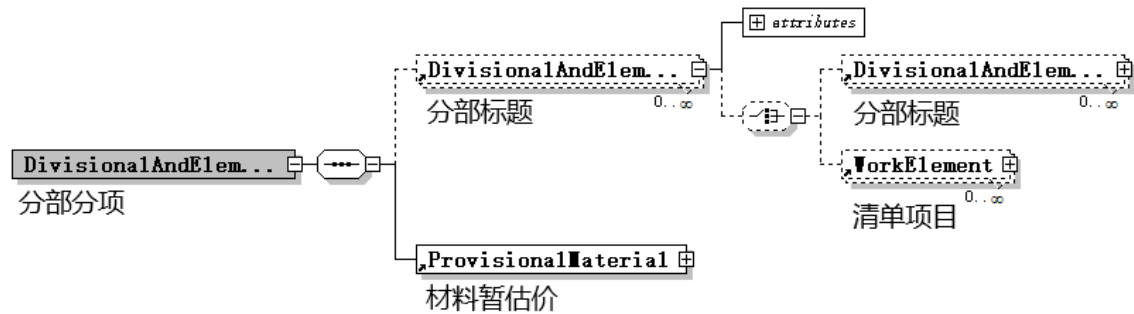 attributes
DivisionalAndElem...
0..∞
分部标题
DivisionalAndElem...
0..∞
分部标题
DivisionalAndElem...
分部分项
WorkElement
0..∞
清单项目
ProvisionalMaterial
材料暂估价